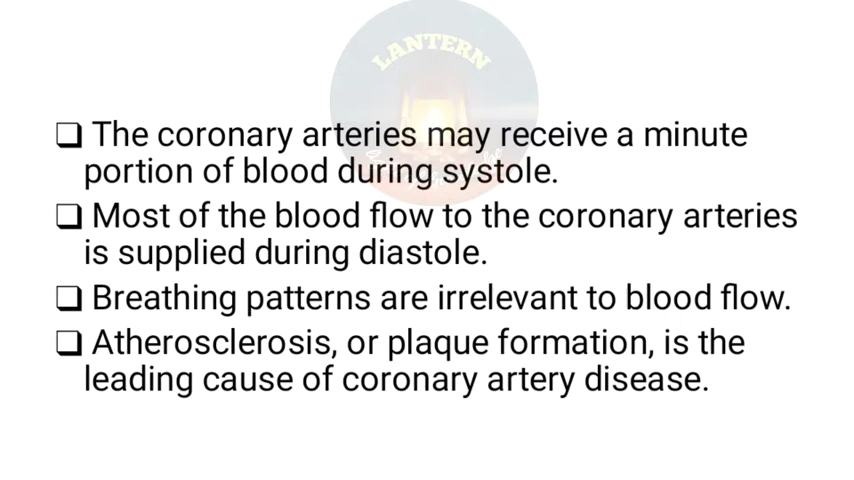 LANTERN
❑ The coronary arteries may receive a minute
portion of blood during systole.
❑ Most of the blood flow to the coronary arteries
is supplied during diastole.
❑ Breathing patterns are irrelevant to blood flow.
❑ Atherosclerosis, or plaque formation, is the
leading cause of coronary artery disease.